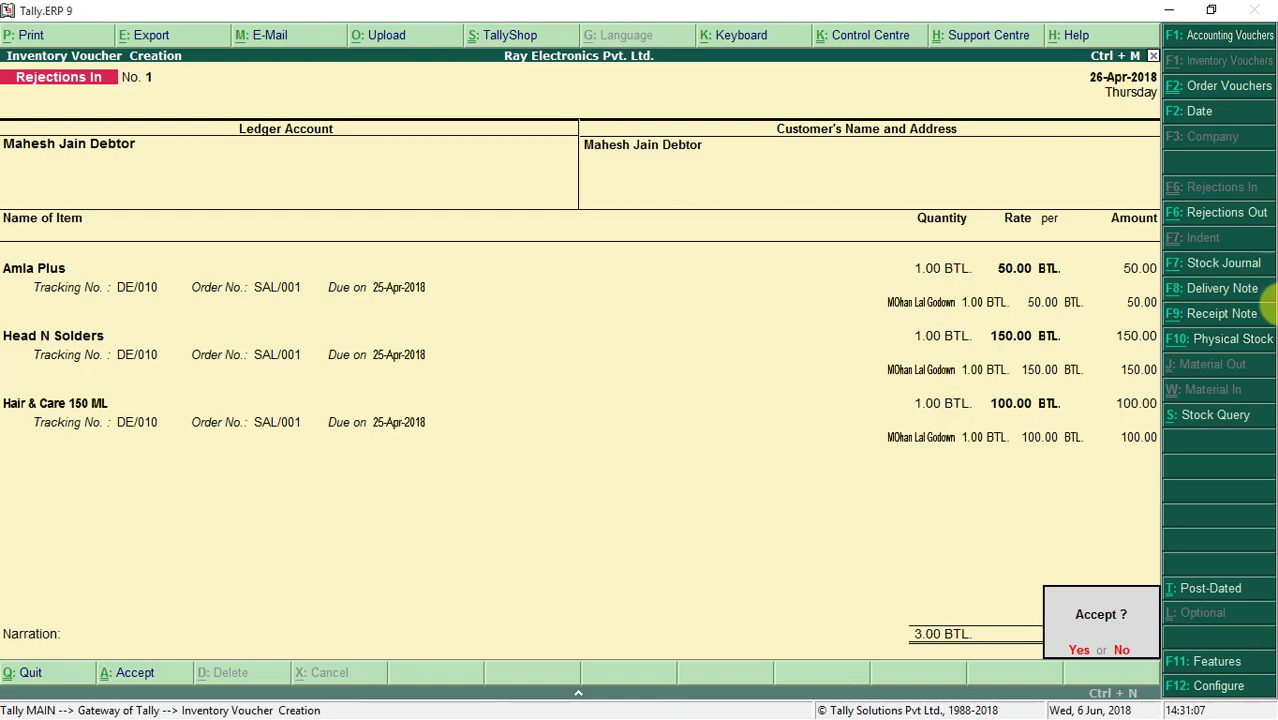 Tally.ERP 9
P: Print E: Export M: E-Mail O: Upload S: TallyShop G: Language K: Keyboard K: Control Centre H: Support Centre H: Help
Inventory Voucher Creation Ray Electronics Pvt. Ltd. Ctrl + M
Rejections In No. 1 26-Apr-2018
Thursday
Ledger Account Customer's Name and Address
Mahesh Jain Debtor Mahesh Jain Debtor
Name of Item Quantity Rate per Amount
Amla Plus 1.00 BTL. 50.00 BTL. 50.00
Tracking No. : DE/010 Order No.: SAL/001 Due on 25-Apr-2018
MOhan Lal Godown 1.00 BTL. 50.00 BTL. 50.00
Head N Solders 1.00 BTL. 150.00 BTL. 150.00
Tracking No. : DE/010 Order No.: SAL/001 Due on 25-Apr-2018
MOhan Lal Godown 1.00 BTL. 150.00 BTL. 150.00
Hair & Care 150 ML 1.00 BTL. 100.00 BTL. 100.00
Tracking No. : DE/010 Order No.: SAL/001 Due on 25-Apr-2018
MOhan Lal Godown 1.00 BTL. 100.00 BTL. 100.00
Narration: 3.00 BTL.
Accept ?
Yes or No
Q: Quit A: Accept D: Delete X: Cancel
Ctrl + N
Tally MAIN --> Gateway of Tally --> Inventory Voucher Creation © Tally Solutions Pvt Ltd., 1988-2018 Wed, 6 Jun, 2018 14:31:07
F1: Accounting Vouchers
F1: Inventory Vouchers
F2: Order Vouchers
F2: Date
F3: Company
F6: Rejections In
F6: Rejections Out
F7: Indent
F7: Stock Journal
F8: Delivery Note
F9: Receipt Note
F10: Physical Stock
J: Material Out
W: Material In
S: Stock Query
T: Post-Dated
L: Optional
F11: Features
F12: Configure